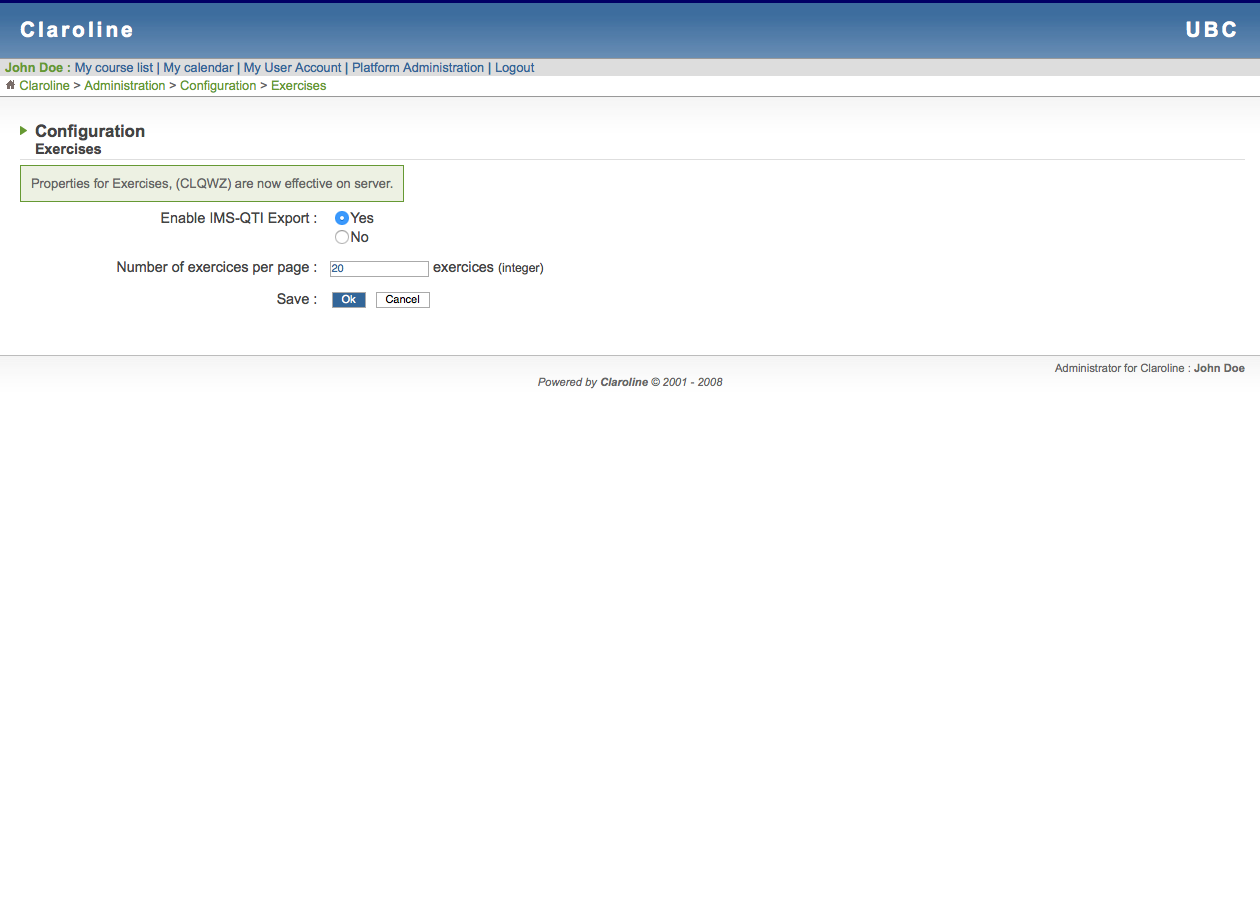 Claroline
UBC
John Doe : My course list | My calendar | My User Account | Platform Administration | Logout
Claroline > Administration > Configuration > Exercises
Configuration
Exercises
Properties for Exercises, (CLQWZ) are now effective on server.
Enable IMS-QTI Export : Yes
No
Number of exercices per page : 20 exercices (integer)
Save : Ok Cancel
Administrator for Claroline : John Doe
Powered by Claroline © 2001 - 2008